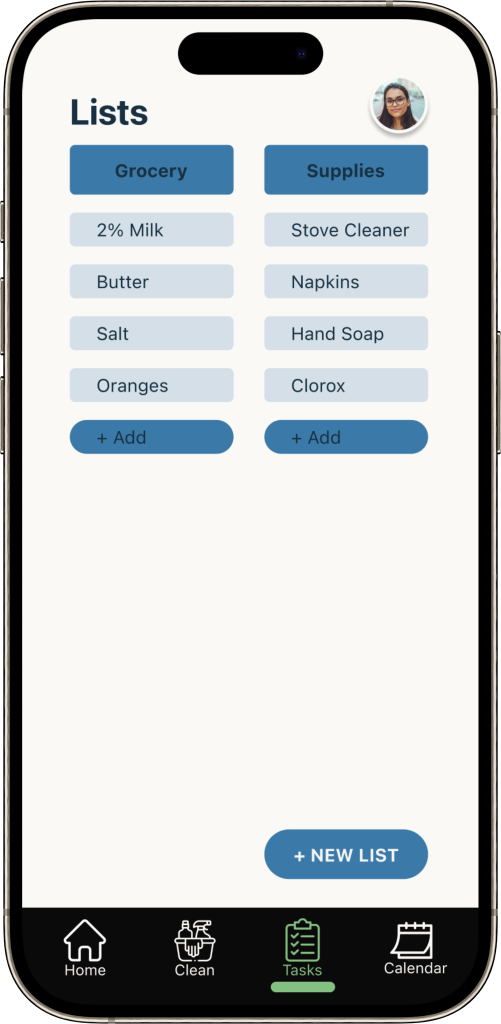 Lists
Grocery
2% Milk
Butter
Salt
Oranges
+ Add
Supplies
Stove Cleaner
Napkins
Hand Soap
Clorox
+ Add
+ NEW LIST
Home
Clean
Tasks
Calendar